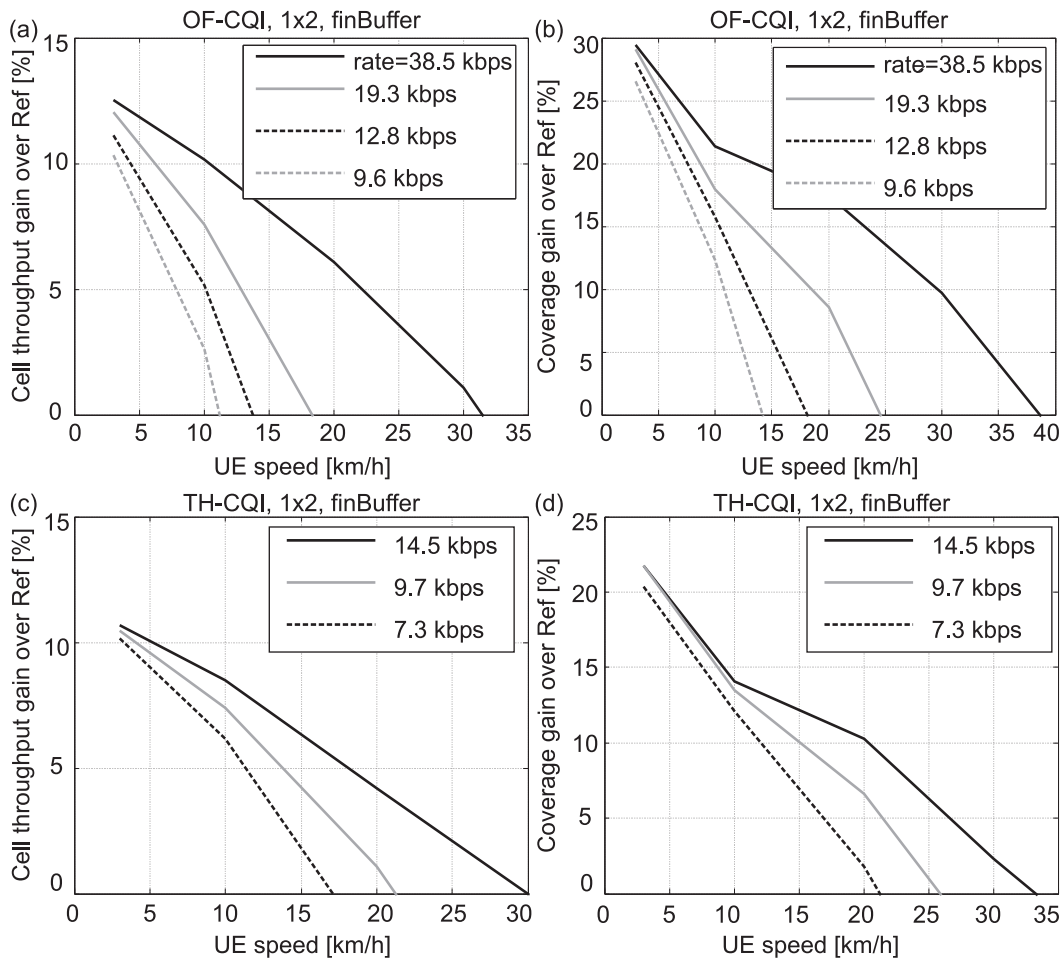 (a)
OF-CQI, 1x2, finBuffer
15
10
5
0
Cell throughput gain over Ref [%]
rate=38.5 kbps
19.3 kbps
12.8 kbps
9.6 kbps
0 5 10 15 20 25 30 35
UE speed [km/h]
(b)
OF-CQI, 1x2, finBuffer
30
25
20
15
10
5
0
Coverage gain over Ref [%]
rate=38.5 kbps
19.3 kbps
12.8 kbps
9.6 kbps
0 5 10 15 20 25 30 40
UE speed [km/h]
(c)
TH-CQI, 1x2, finBuffer
15
10
5
0
Cell throughput gain over Ref [%]
14.5 kbps
9.7 kbps
7.3 kbps
0 5 10 15 20 25 30
UE speed [km/h]
(d)
TH-CQI, 1x2, finBuffer
25
20
15
10
5
0
Coverage gain over Ref [%]
14.5 kbps
9.7 kbps
7.3 kbps
0 5 10 15 20 25 30 35
UE speed [km/h]